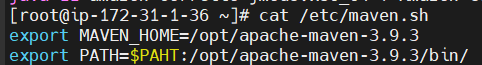 [root@ip-172-31-1-36 ~]# cat /etc/maven.sh
export MAVEN_HOME=/opt/apache-maven-3.9.3
export PATH=$PAHT:/opt/apache-maven-3.9.3/bin/